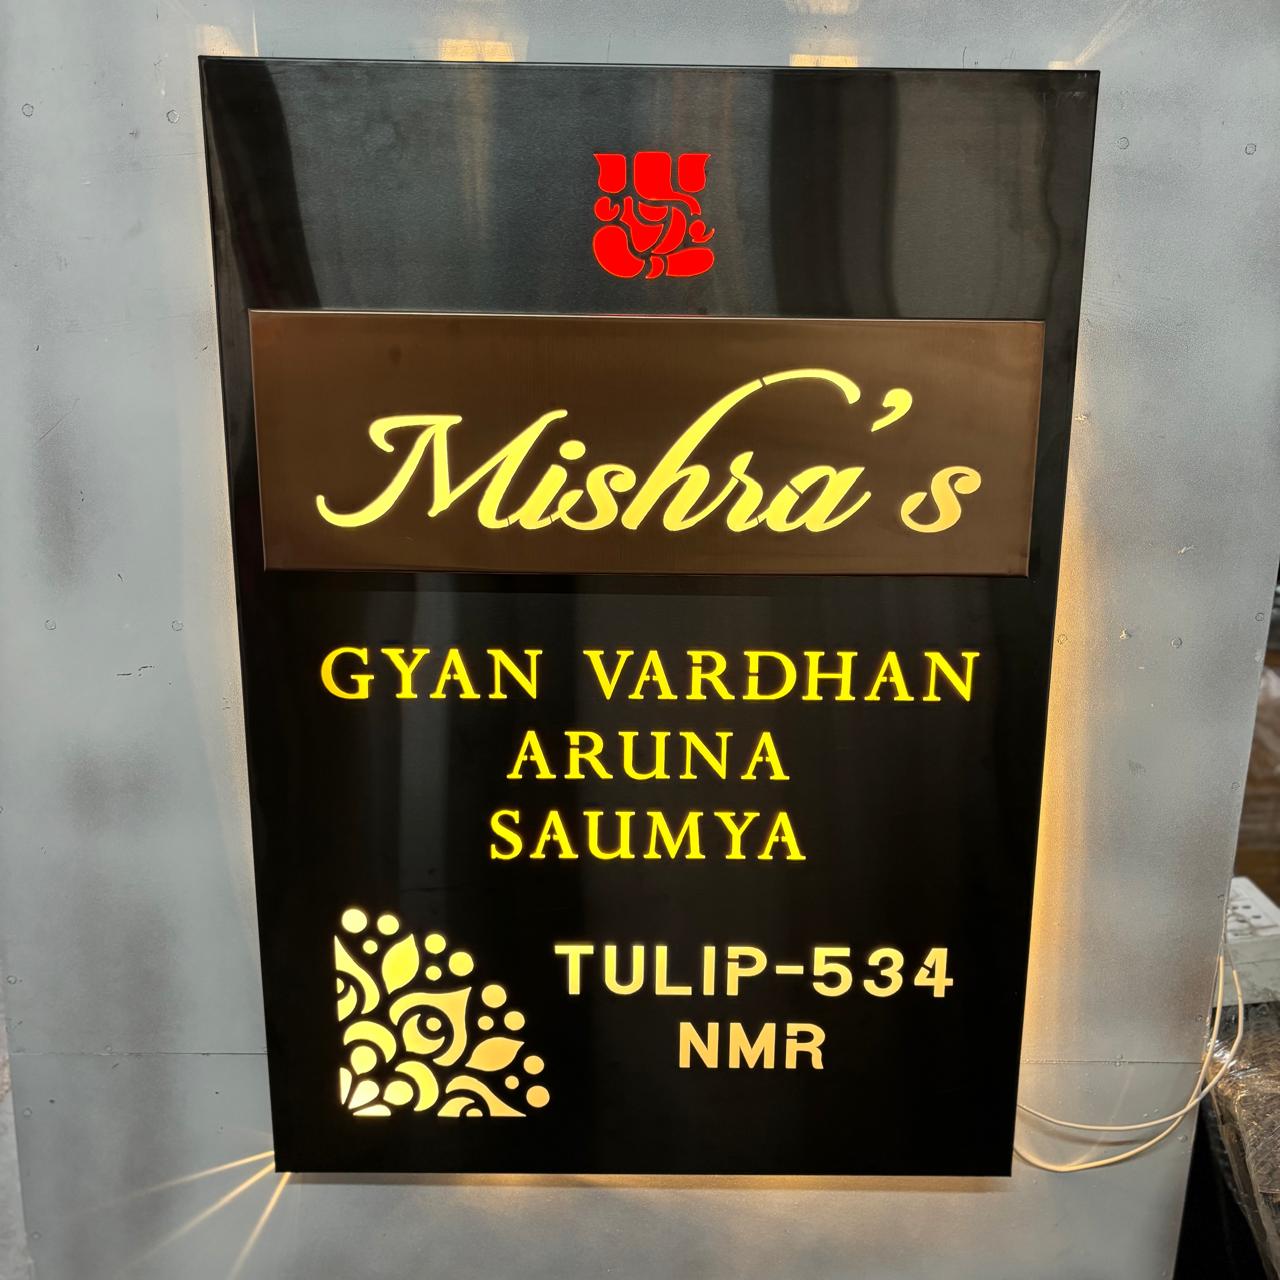 Mishra's
GYAN VARDHAN
ARUNA
SAUMYA
TULIP-534
NMR